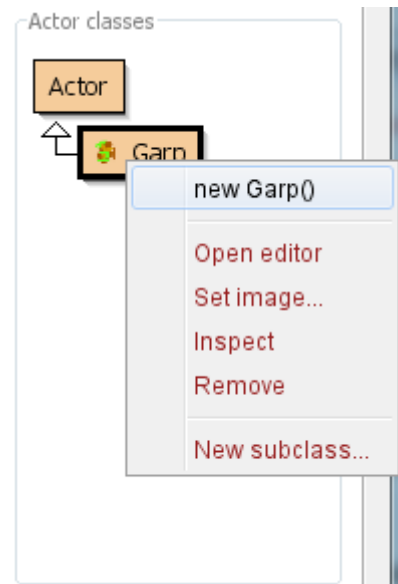 Actor classes
Actor
Garp
new Garp()
Open editor
Set image...
Inspect
Remove
New subclass...